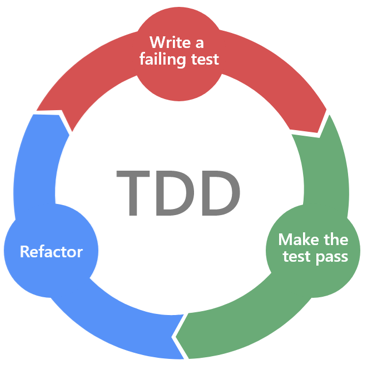 Write a
failing test
TDD
Make the
test pass
Refactor